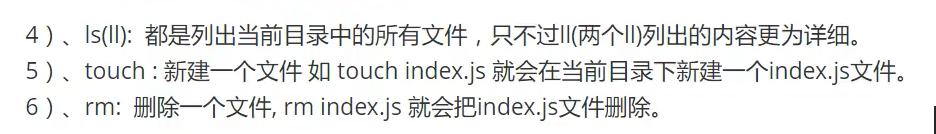 4）、ls(ll):  都是列出当前目录中的所有文件，只不过ll(两个ll)列出的内容更为详细。
5）、touch : 新建一个文件 如 touch index.js 就会在当前目录下新建一个index.js文件。
6）、rm:  删除一个文件, rm index.js 就会把index.js文件删除。